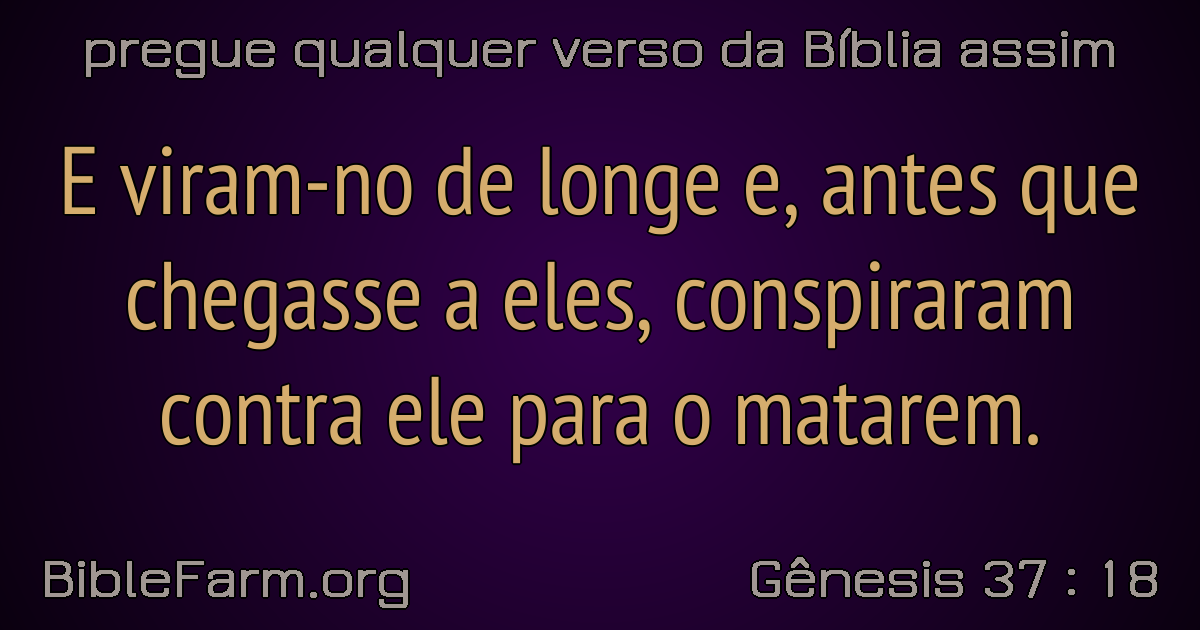 pregue qualquer verso da Bíblia assim
E viram-no de longe e, antes que
chegasse a eles, conspiraram
contra ele para o matarem.
BibleFarm.org
Gênesis 37 : 18